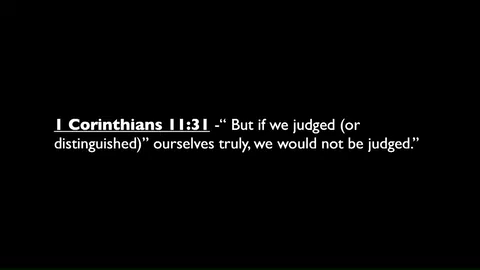 1 Corinthians 11:31 -“ But if we judged (or
distinguished)” ourselves truly, we would not be judged.”